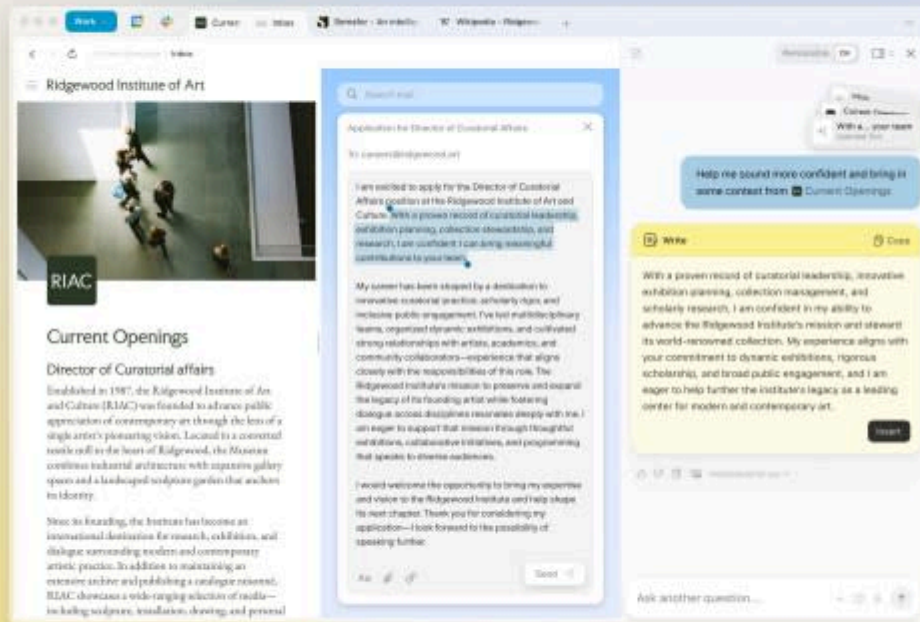 Work
Inbox
Wikipedia - Ridgewo
Inbox
Ridgewood Institute of Art
RIAC
Current Openings
Director of Curatorial affairs
Established in 1987, the Ridgewood Institute of Art
and Culture (RIAC) was founded to advance public
appreciation of contemporary art through the lens of a
single artist's pioneering vision. Located in a converted
textile mill in the heart of Ridgewood, the Museum
combines industrial architecture with expansive gallery
spaces and a landscaped sculpture garden that anchors
its identity.
Since its founding, the Institute has become an
international destination for research, exhibition, and
dialogue surrounding modern and contemporary
artistic practice. In addition to maintaining an
extensive archive and publishing a catalogue raisonné,
RIAC showcases a wide-ranging selection of media—
including sculpture, installation, drawing, and personal
Search mail
Application for Director of Curatorial Affairs
To: careers@ridgewood.art
I am excited to apply for the Director of Curatorial
Affairs position at the Ridgewood Institute of Art and
Culture. With a proven record of curatorial leadership,
exhibition planning, collection stewardship, and
research, I am confident I can bring meaningful
contributions to your team.
My career has been shaped by a dedication to
innovative curatorial practice, scholarly rigor, and
inclusive public engagement. I've led multidisciplinary
teams, organized dynamic exhibitions, and cultivated
strong relationships with artists, academics, and
community collaborators—experience that aligns
closely with the responsibilities of this role. The
Ridgewood Institute's mission to preserve and expand
the legacy of its founding artist while fostering
dialogue across disciplines resonates deeply with me. I
am eager to support that mission through thoughtful
exhibitions, collaborative initiatives, and programming
that speaks to diverse audiences.
I would welcome the opportunity to bring my expertise
and vision to the Ridgewood Institute and help shape
its next chapter. Thank you for considering my
application—I look forward to the possibility of
speaking further.
Aa
Send
On
With a... your team
Help me sound more confident and bring in
some context from Current Openings
Write
Copy
With a proven record of curatorial leadership, innovative
exhibition planning, collection management, and
scholarly research, I am confident in my ability to
advance the Ridgewood Institute's mission and steward
its world-renowned collection. My experience aligns with
your commitment to dynamic exhibitions, rigorous
scholarship, and broad public engagement, and I am
eager to help further the institute's legacy as a leading
center for modern and contemporary art.
Insert
Ask another question...